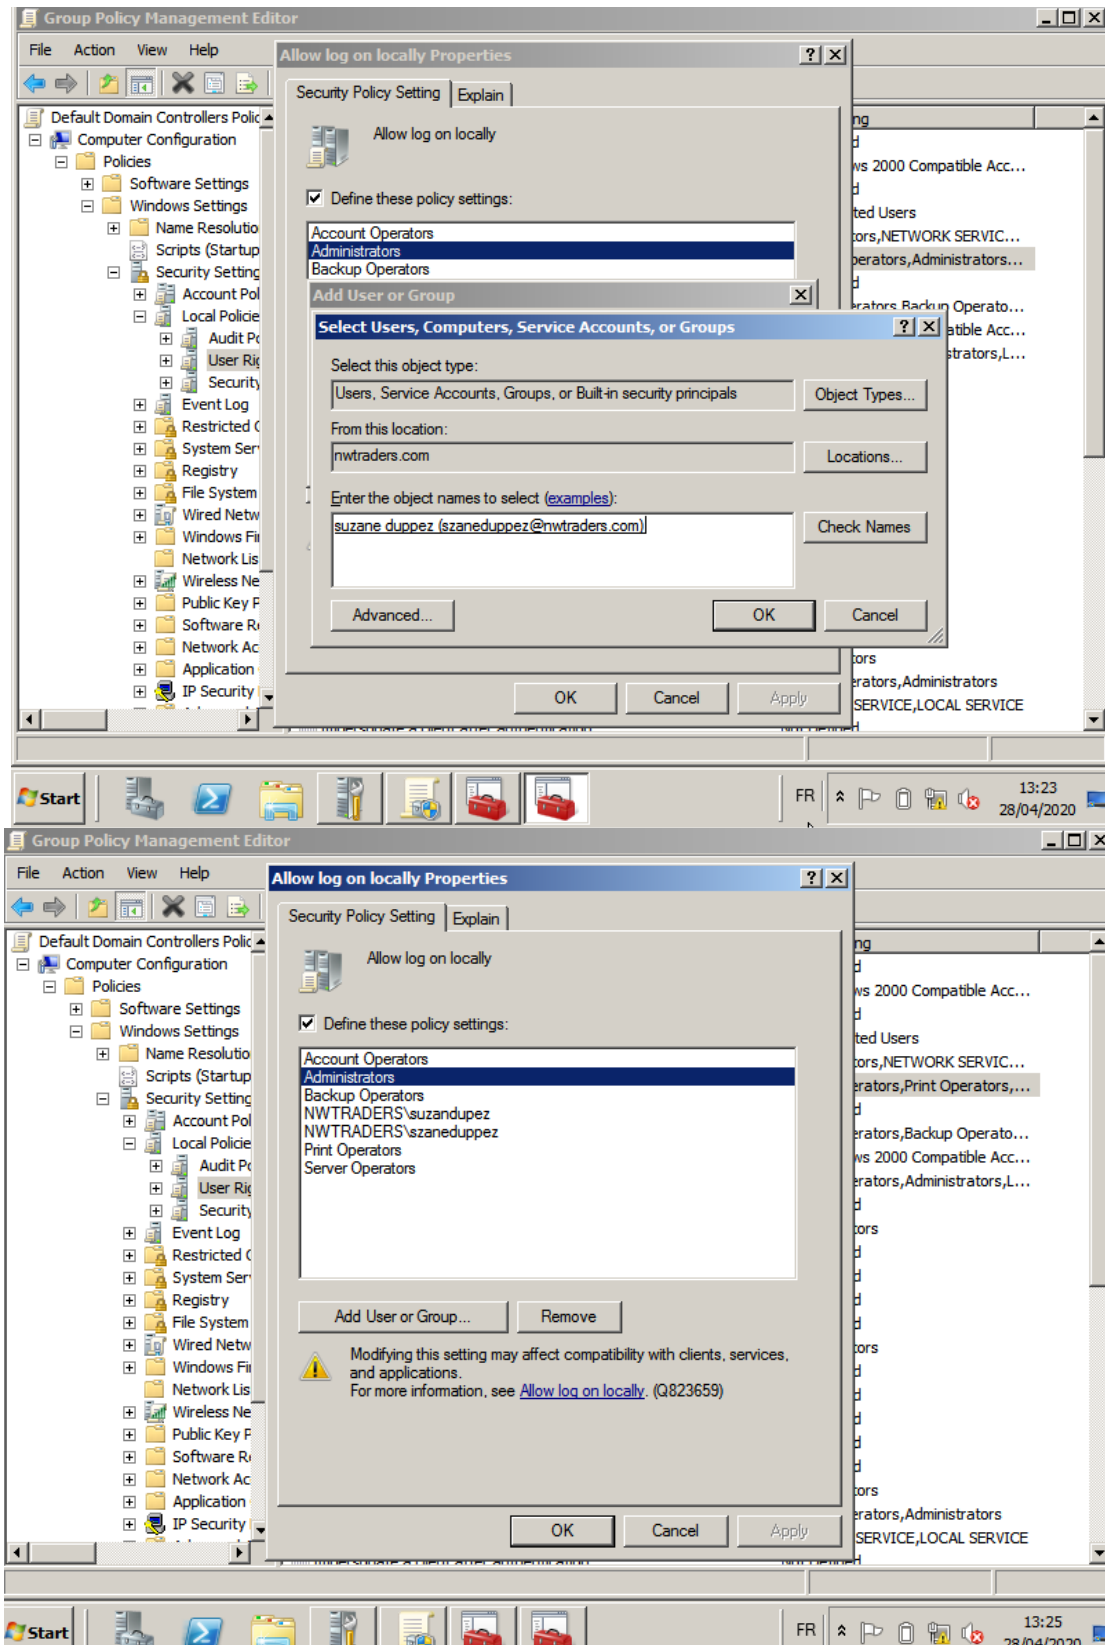 Group Policy Management Editor
File Action View Help
Allow log on locally Properties
Security Policy Setting Explain
Allow log on locally
Define these policy settings:
Account Operators
Administrators
Backup Operators
Add User or Group
Select Users, Computers, Service Accounts, or Groups
Select this object type:
Users, Service Accounts, Groups, or Built-in security principals
Object Types...
From this location:
nwtraders.com
Locations...
Enter the object names to select (examples):
suzane duppez (szaneduppez@nwtraders.com)
Check Names
Advanced...
OK Cancel
OK Cancel Apply
Default Domain Controllers Polic
Computer Configuration
Policies
Software Settings
Windows Settings
Name Resolutio
Scripts (Startup
Security Setting
Account Pol
Local Policie
Audit Po
User Rig
Security
Event Log
Restricted
System Ser
Registry
File System
Wired Netw
Windows Fi
Network Lis
Wireless Ne
Public Key P
Software R
Network Ac
Application
IP Security
ng
ws 2000 Compatible Acc...
ted Users
tors,NETWORK SERVIC...
perators,Administrators...
erators,Backup Operato...
atible Acc...
strators,L...
tors
erators,Administrators
SERVICE,LOCAL SERVICE
Start
FR
13:23
28/04/2020
Group Policy Management Editor
File Action View Help
Allow log on locally Properties
Security Policy Setting Explain
Allow log on locally
Define these policy settings:
Account Operators
Administrators
Backup Operators
NWTRADERS\suzandupez
NWTRADERS\szaneduppez
Print Operators
Server Operators
Add User or Group... Remove
Modifying this setting may affect compatibility with clients, services,
and applications.
For more information, see Allow log on locally. (Q823659)
OK Cancel Apply
Default Domain Controllers Polic
Computer Configuration
Policies
Software Settings
Windows Settings
Name Resolutio
Scripts (Startup
Security Setting
Account Pol
Local Policie
Audit Po
User Rig
Security
Event Log
Restricted
System Ser
Registry
File System
Wired Netw
Windows Fi
Network Lis
Wireless Ne
Public Key P
Software R
Network Ac
Application
IP Security
ng
ws 2000 Compatible Acc...
ted Users
tors,NETWORK SERVIC...
erators,Print Operators,...
erators,Backup Operato...
ws 2000 Compatible Acc...
erators,Administrators,L...
tors
tors
tors
erators,Administrators
SERVICE,LOCAL SERVICE
Start
FR
13:25
28/04/2020